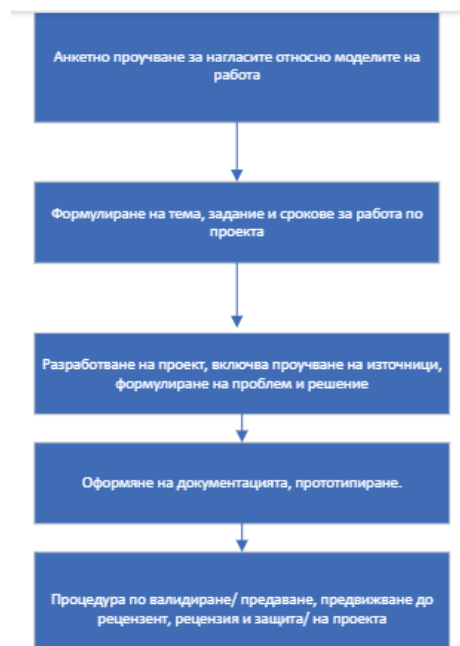 Анкетно проучване за нагласите относно моделите на
работа
Формулиране на тема, задание и срокове за работа по
проекта
Разработване на проект, включва проучване на източници,
формулиране на проблем и решение
Оформяне на документацията, прототипиране.
Процедура по валидиране/ предаване, предвижване до
рецензент, рецензия и защита/ на проекта